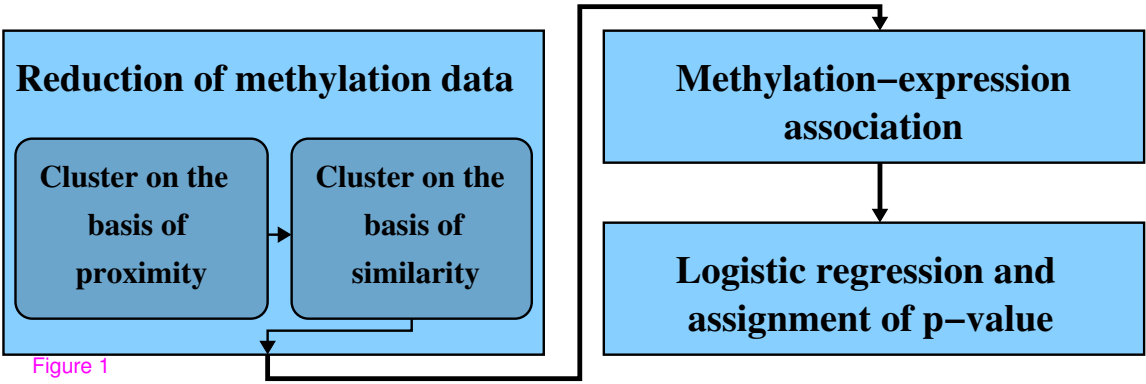 Reduction of methylation data
Cluster on the
basis of
proximity
Cluster on the
basis of
similarity
Methylation−expression
association
Logistic regression and
assignment of p−value
Figure 1